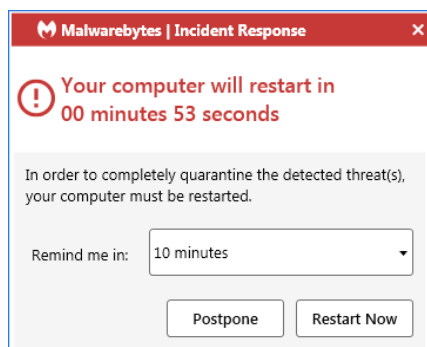 Malwarebytes | Incident Response
Your computer will restart in
00 minutes 53 seconds
In order to completely quarantine the detected threat(s),
your computer must be restarted.
Remind me in: 10 minutes
Postpone Restart Now